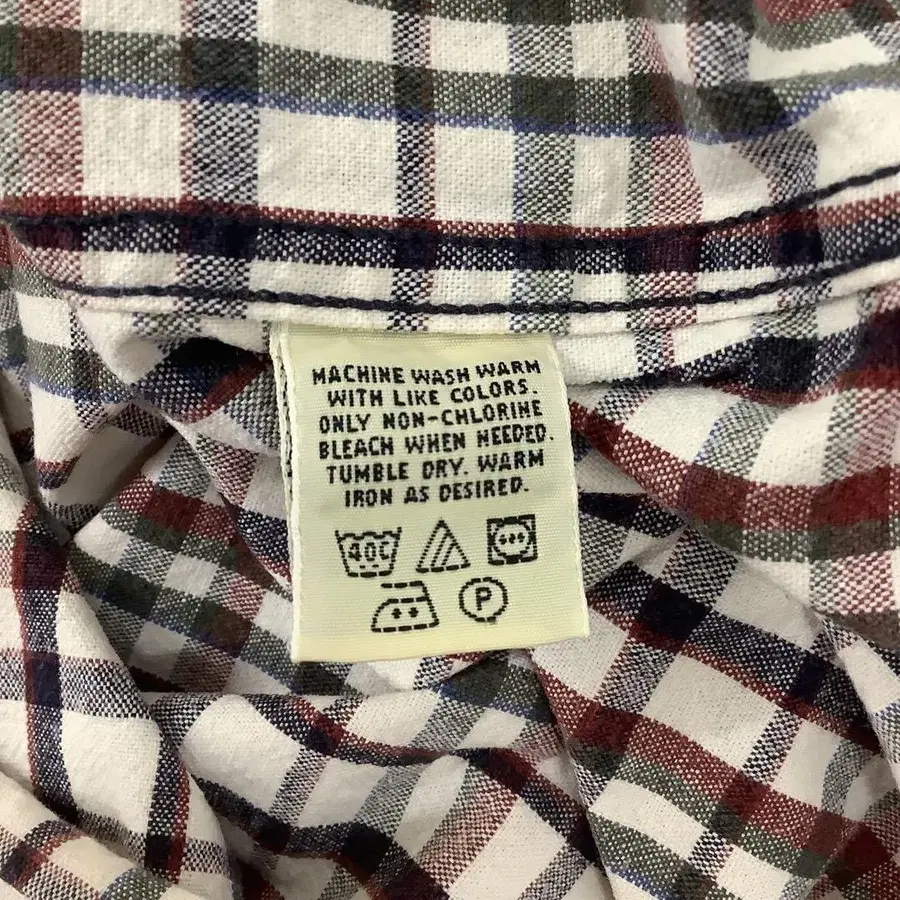 MACHINE WASH WARM
WITH LIKE COLORS.
ONLY NON-CHLORINE
BLEACH WHEN NEEDED.
TUMBLE DRY. WARM
IRON AS DESIRED.
40C
P